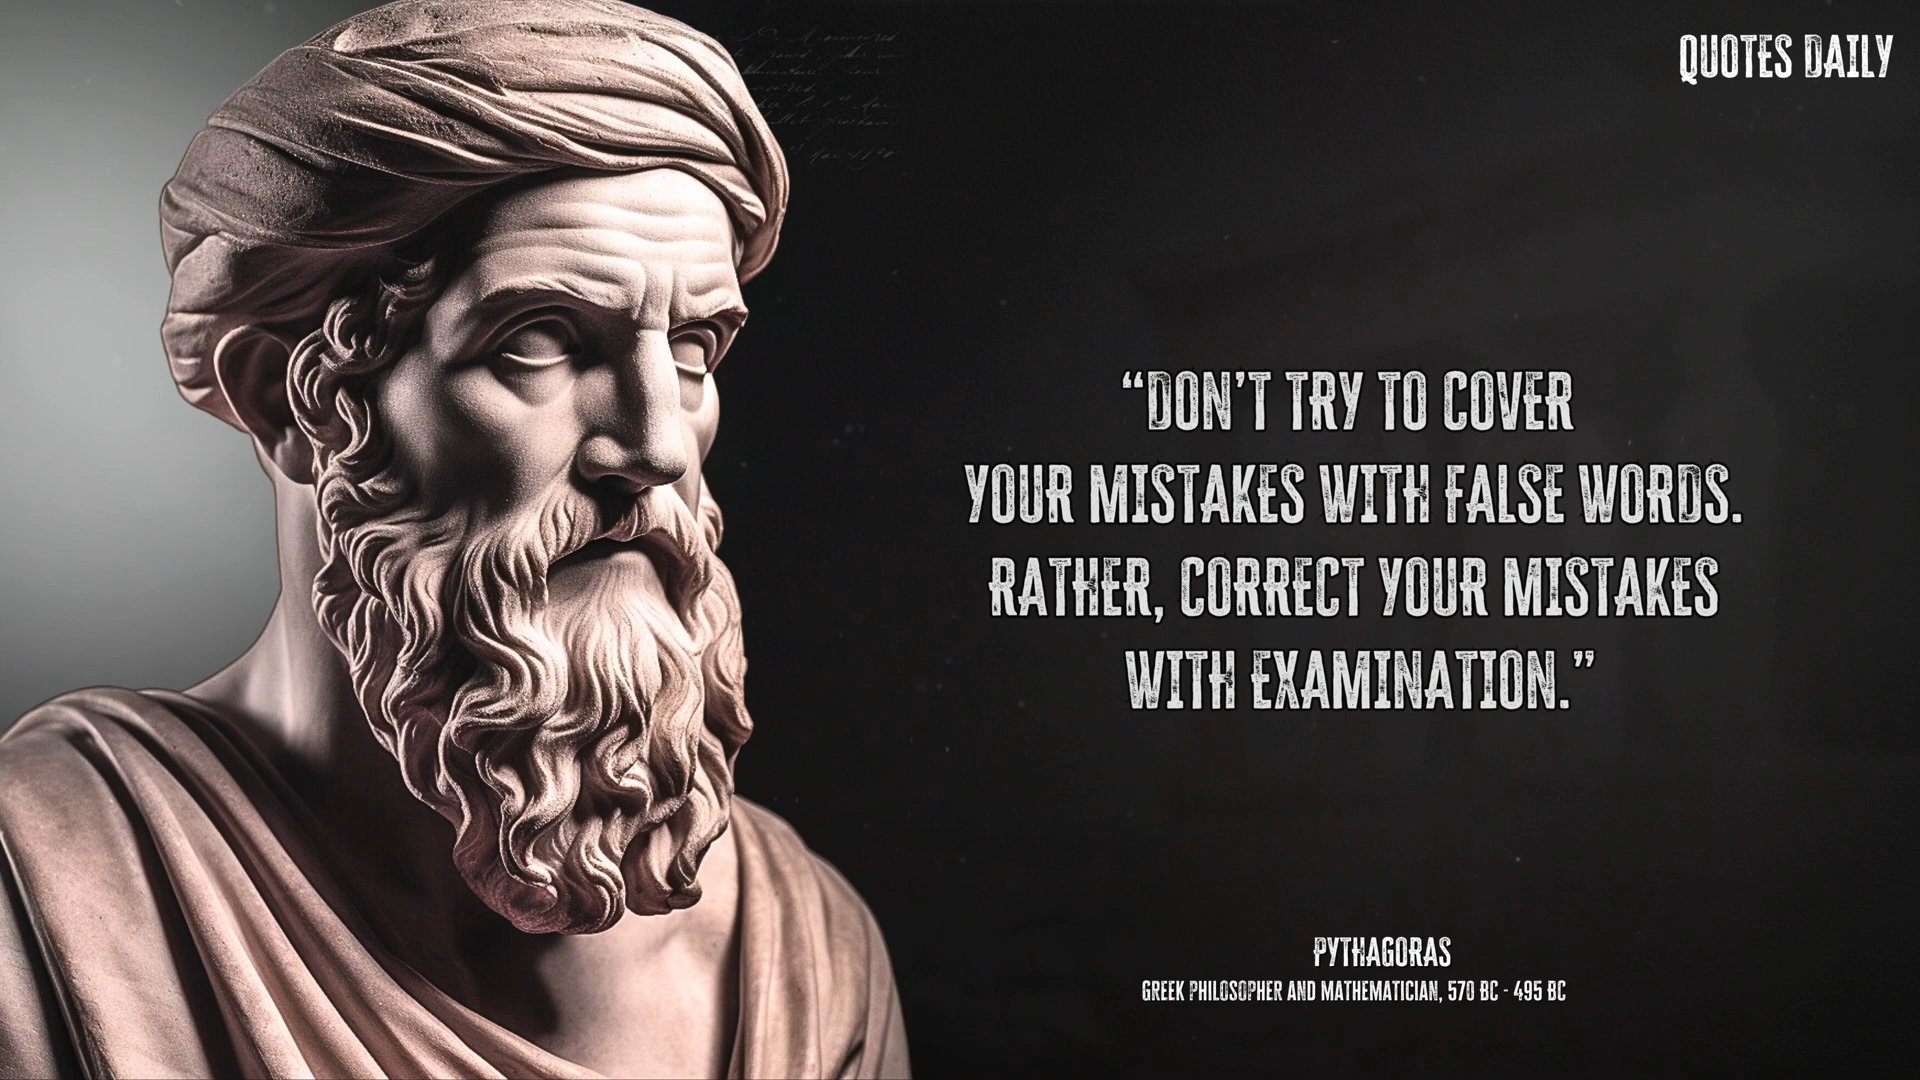 QUOTES DAILY
“DON’T TRY TO COVER
YOUR MISTAKES WITH FALSE WORDS.
RATHER, CORRECT YOUR MISTAKES
WITH EXAMINATION.”
PYTHAGORAS
GREEK PHILOSOPHER AND MATHEMATICIAN, 570 BC - 495 BC